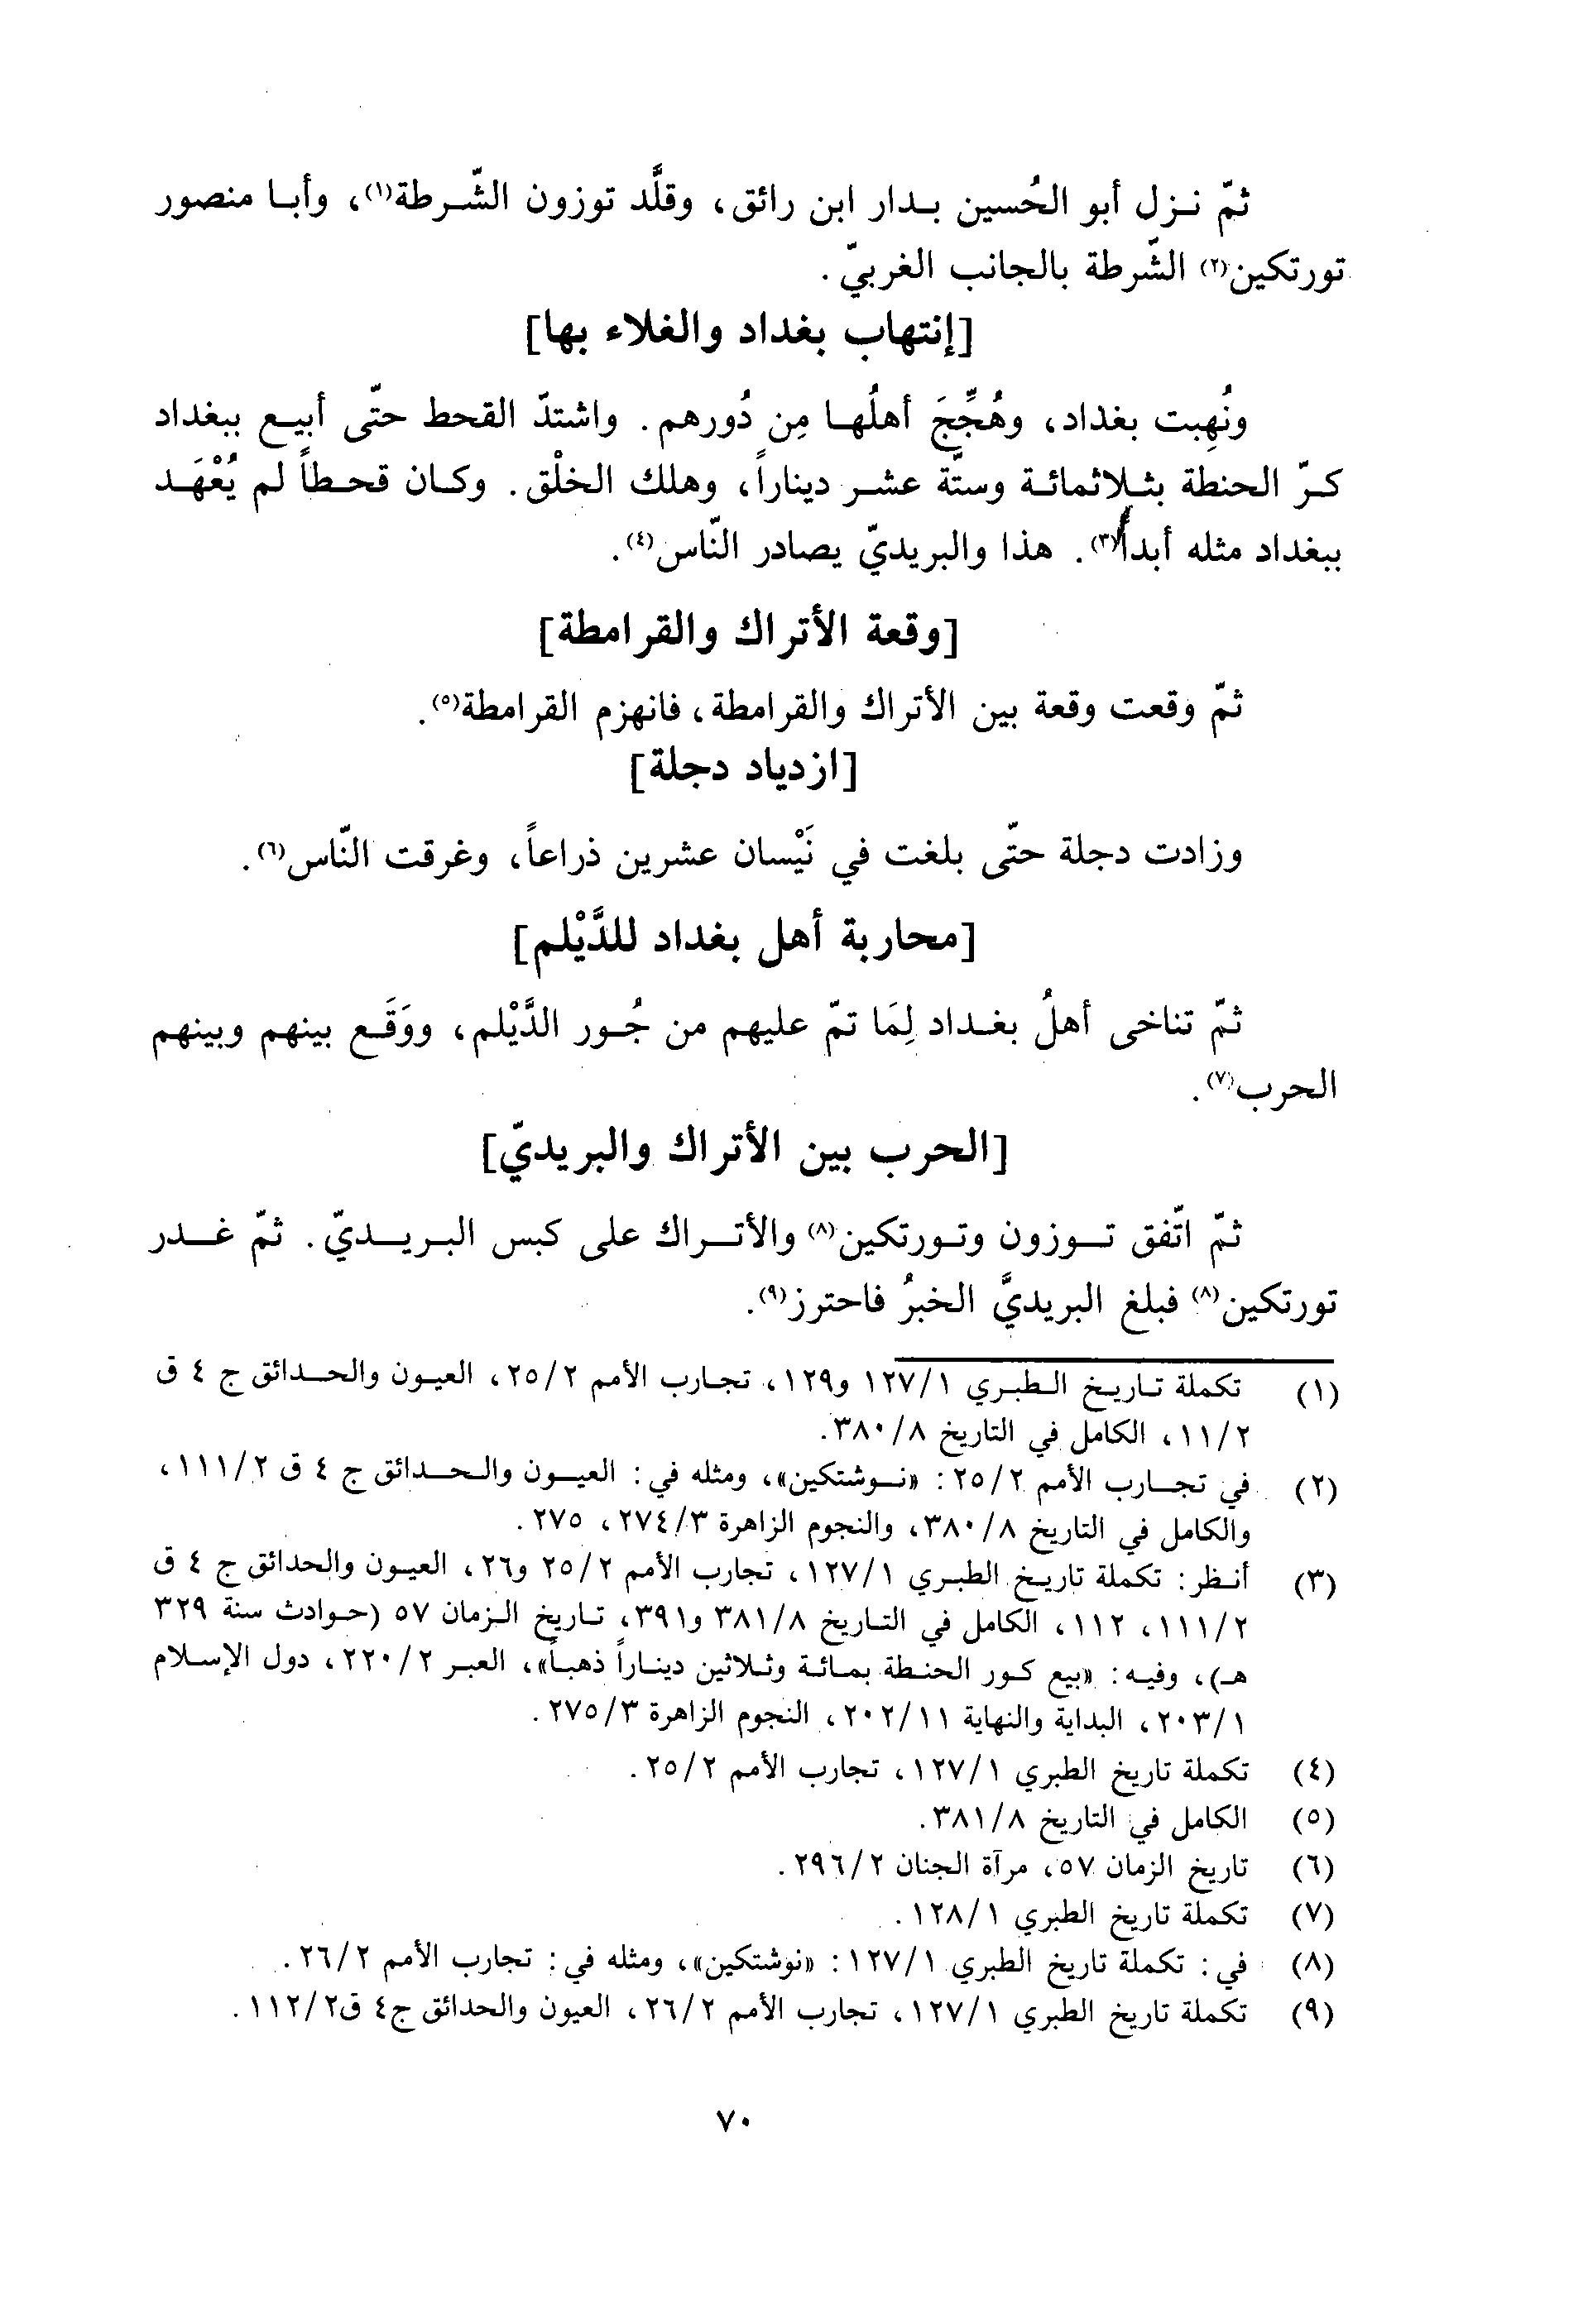 ثمّ نزل أبو الحُسين بدار ابن رائق، وقلَّد توزون الشّرطة(١)، وأبا منصور
تورتكين(٢) الشّرطة بالجانب الغربيّ.
[إنتهاب بغداد والغلاء بها]
ونُهِبت بغداد، وهُجِّجَ أهلُها مِن دُورهم. واشتدّ القحط حتّى أبيع ببغداد
كرّ الحنطة بثلاثمائة وستّة عشر ديناراً، وهلك الخلْق. وكان قحطاً لم يُعْهَد
ببغداد مثله أبداً(٣). هذا والبريديّ يصادر النّاس(٤).
[وقعة الأتراك والقرامطة]
ثمّ وقعت وقعة بين الأتراك والقرامطة، فانهزم القرامطة(٥).
[ازدياد دجلة]
وزادت دجلة حتّى بلغت في نَيْسان عشرين ذراعاً، وغرقت النّاس(٦).
[محاربة أهل بغداد للدَّيْلم]
ثمّ تناخى أهلُ بغداد لِمَا تمّ عليهم من جُور الدَّيْلم، ووَقَع بينهم وبينهم
الحرب(٧).
[الحرب بين الأتراك والبريديّ]
ثمّ اتّفق توزون وتورتكين(٨) والأتراك على كبس البريديّ. ثمّ غدر
تورتكين(٨) فبلغ البريديَّ الخبرُ فاحترز(٩).
(١) تكملة تاريخ الطبري ١٢٧/١ و١٢٩، تجارب الأمم ٢٥/٢، العيون والحدائق ج ٤ ق
١١/٢، الكامل في التاريخ ٣٨٠/٨.
(٢) في تجارب الأمم ٢٥/٢: «نوشتكين»، ومثله في: العيون والحدائق ج ٤ ق ١١١/٢،
والكامل في التاريخ ٣٨٠/٨، والنجوم الزاهرة ٢٧٤/٣، ٢٧٥.
(٣) أنظر: تكملة تاريخ الطبري ١٢٧/١، تجارب الأمم ٢٥/٢ و٢٦، العيون والحدائق ج ٤ ق
١١١/٢، ١١٢، الكامل في التاريخ ٣٨١/٨ و٣٩١، تاريخ الزمان ٥٧ (حوادث سنة ٣٢٩
هـ)، وفيه: «بيع كور الحنطة بمائة وثلاثين ديناراً ذهباً»، العبر ٢٢٠/٢، دول الإسلام
٢٠٣/١، البداية والنهاية ٢٠٢/١١، النجوم الزاهرة ٢٧٥/٣.
(٤) تكملة تاريخ الطبري ١٢٧/١، تجارب الأمم ٢٥/٢.
(٥) الكامل في التاريخ ٣٨١/٨.
(٦) تاريخ الزمان ٥٧، مرآة الجنان ٢٩٦/٢.
(٧) تكملة تاريخ الطبري ١٢٨/١.
(٨) في: تكملة تاريخ الطبري ١٢٧/١: «نوشتكين»، ومثله في: تجارب الأمم ٢٦/٢.
(٩) تكملة تاريخ الطبري ١٢٧/١، تجارب الأمم ٢٦/٢، العيون والحدائق ج٤ ق١١٢/٢.
٧٠